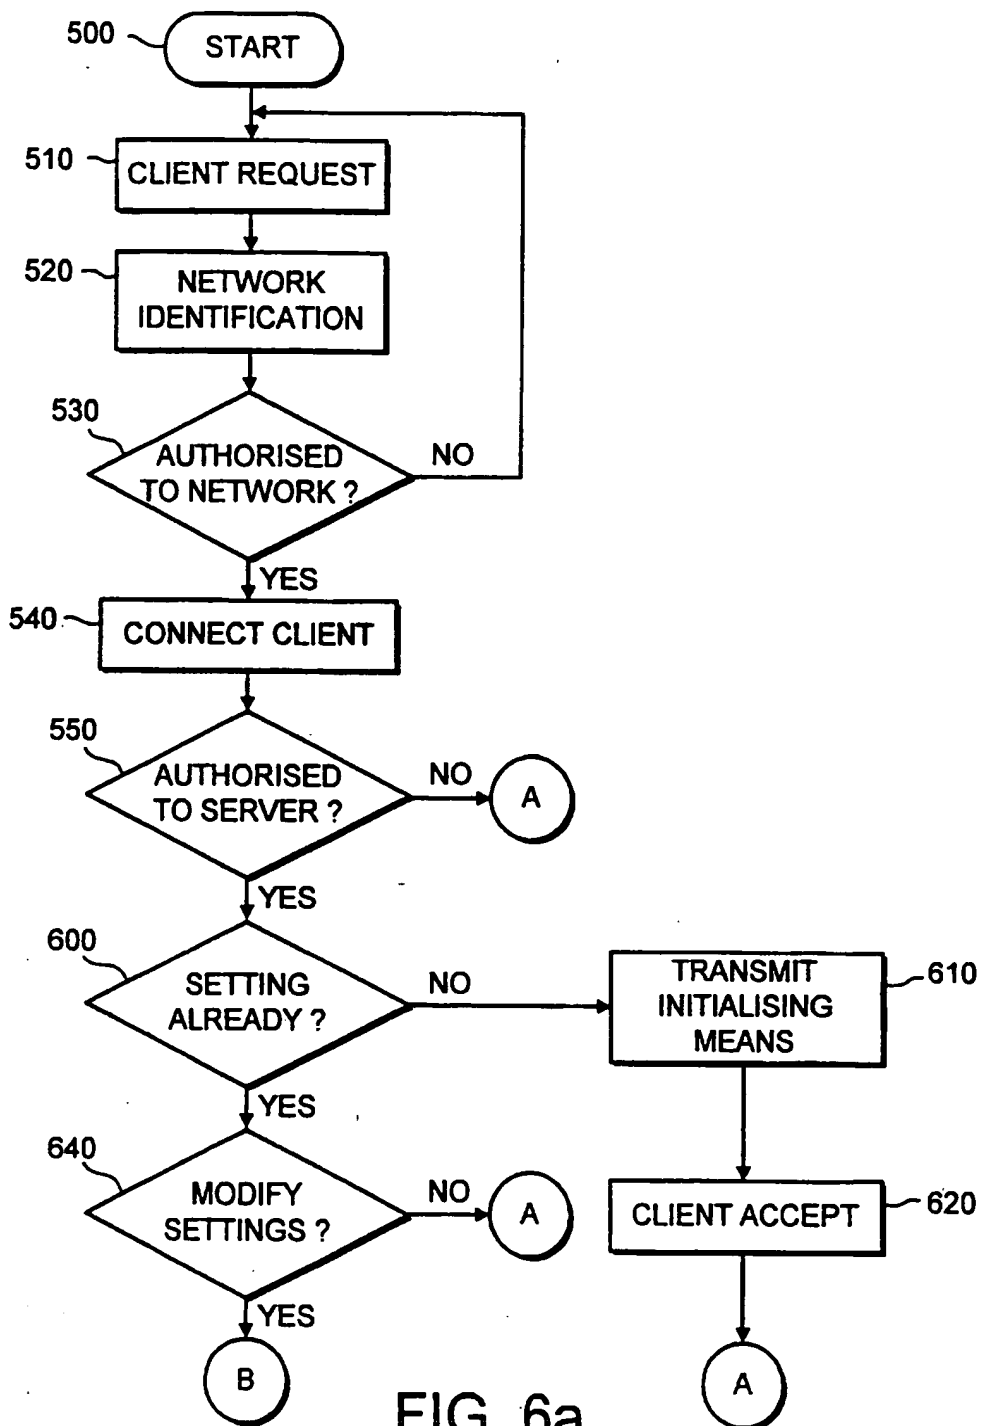 500
START
510
CLIENT REQUEST
520
NETWORK
IDENTIFICATION
530
AUTHORISED
TO NETWORK ?
NO
YES
540
CONNECT CLIENT
550
AUTHORISED
TO SERVER ?
NO
A
YES
600
SETTING
ALREADY ?
NO
TRANSMIT
INITIALISING
MEANS
610
YES
640
MODIFY
SETTINGS ?
NO
A
CLIENT ACCEPT
620
YES
B
A
FIG. 6a